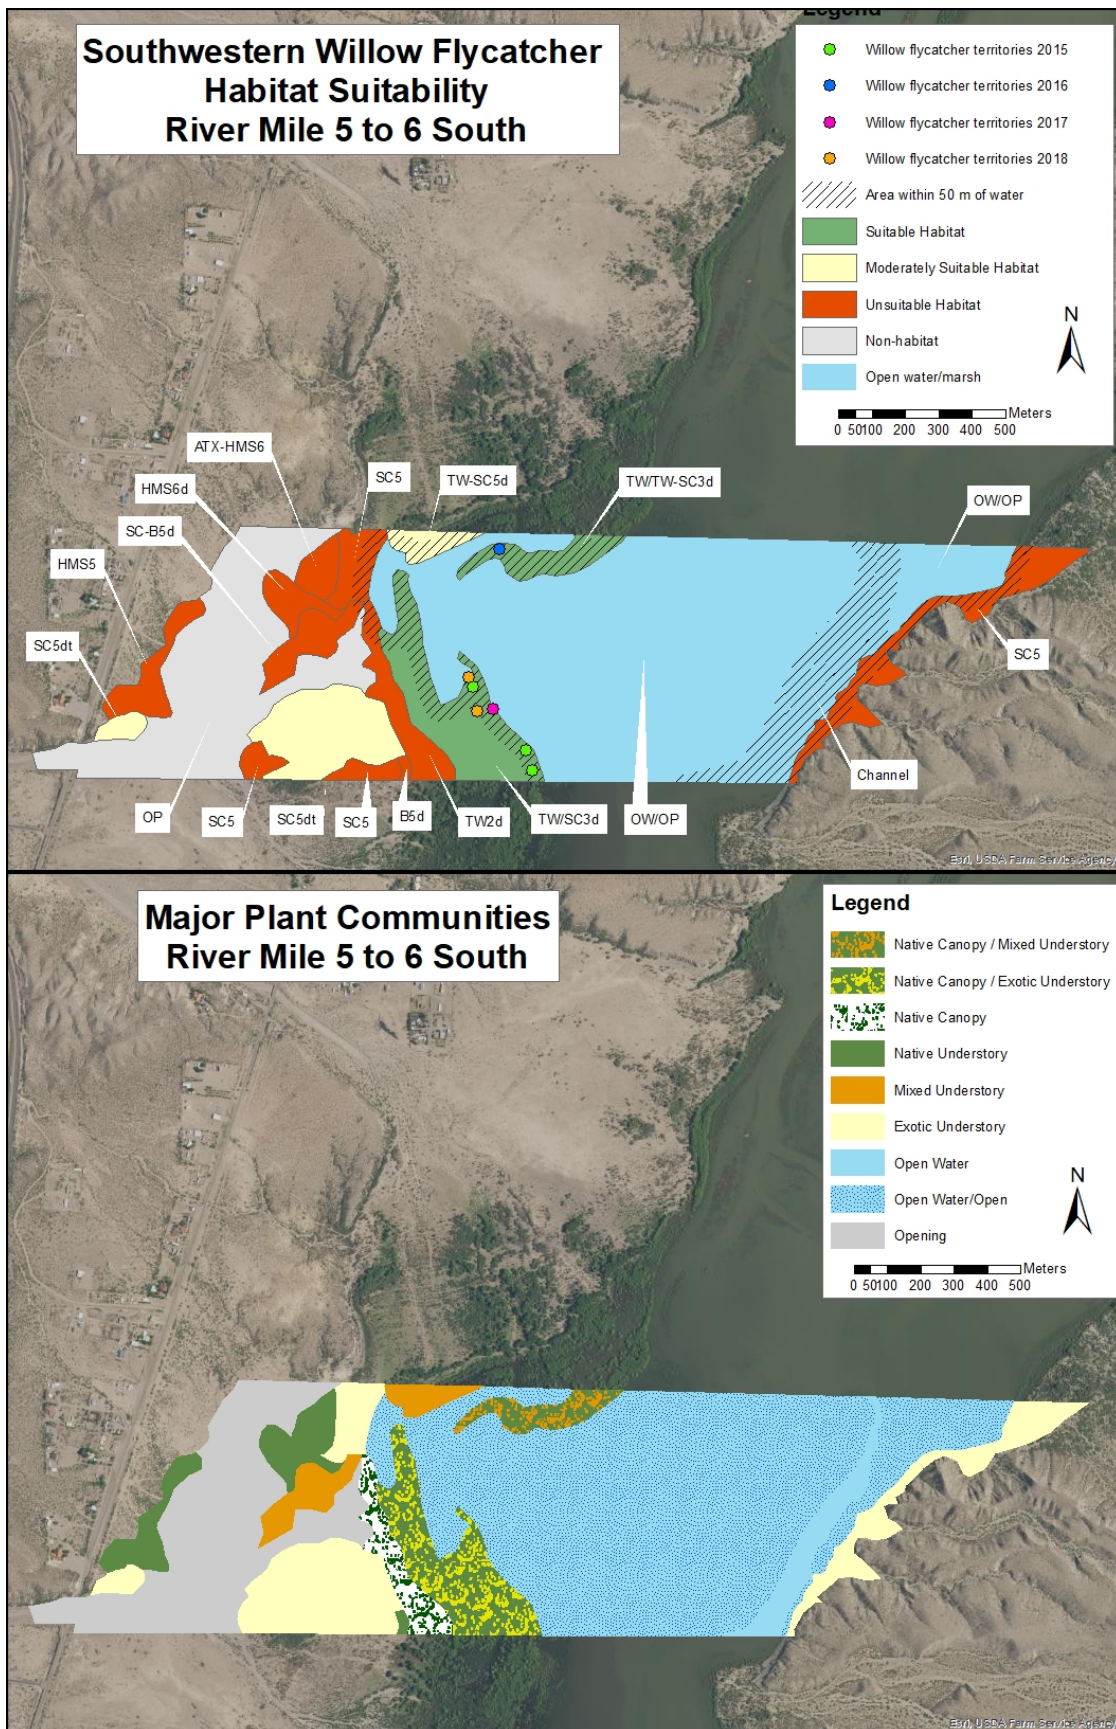 Legend
Southwestern Willow Flycatcher
Habitat Suitability
River Mile 5 to 6 South
Willow flycatcher territories 2015
Willow flycatcher territories 2016
Willow flycatcher territories 2017
Willow flycatcher territories 2018
Area within 50 m of water
Suitable Habitat
Moderately Suitable Habitat
Unsuitable Habitat
Non-habitat
Open water/marsh
N
Meters
0 50100 200 300 400 500
ATX-HMS6
SC5
TW-SC5d
TW/TW-SC3d
OW/OP
HMS6d
SC-B5d
HMS5
SC5dt
SC5
Channel
OP
SC5
SC5dt
SC5
B5d
TW2d
TW/SC3d
OW/OP
Esri, USDA Farm Service Agency
Major Plant Communities
River Mile 5 to 6 South
Legend
Native Canopy / Mixed Understory
Native Canopy / Exotic Understory
Native Canopy
Native Understory
Mixed Understory
Exotic Understory
Open Water
Open Water/Open
Opening
N
Meters
0 50100 200 300 400 500
Esri, USDA Farm Service Agency